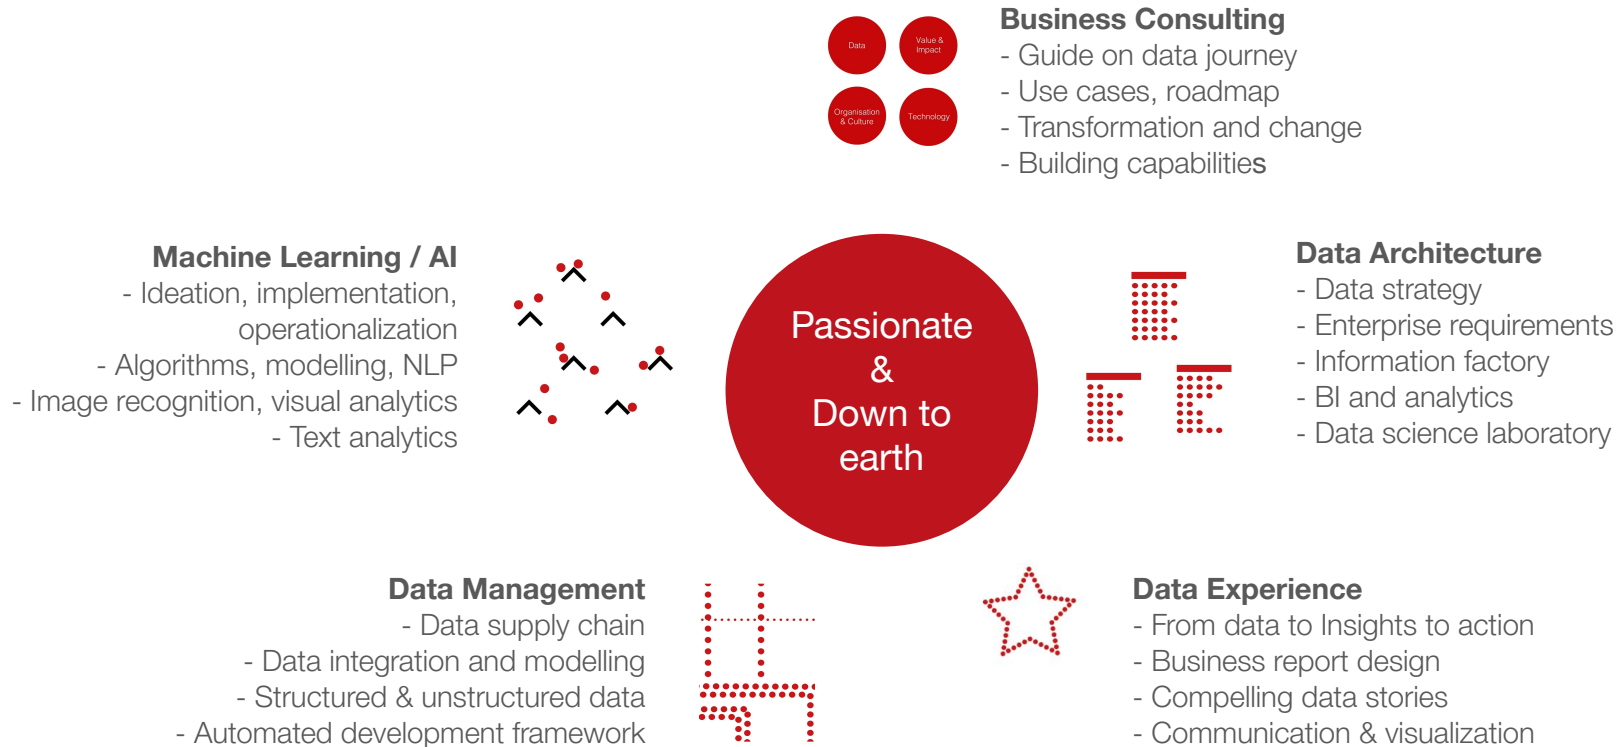 Business Consulting
- Guide on data journey
- Use cases, roadmap
- Transformation and change
- Building capabilities
Data
Value &
Impact
Organisation
& Culture
Technology
Machine Learning / AI
- Ideation, implementation,
operationalization
- Algorithms, modelling, NLP
- Image recognition, visual analytics
- Text analytics
Passionate
&
Down to
earth
Data Architecture
- Data strategy
- Enterprise requirements
- Information factory
- BI and analytics
- Data science laboratory
Data Management
- Data supply chain
- Data integration and modelling
- Structured & unstructured data
- Automated development framework
Data Experience
- From data to Insights to action
- Business report design
- Compelling data stories
- Communication & visualization